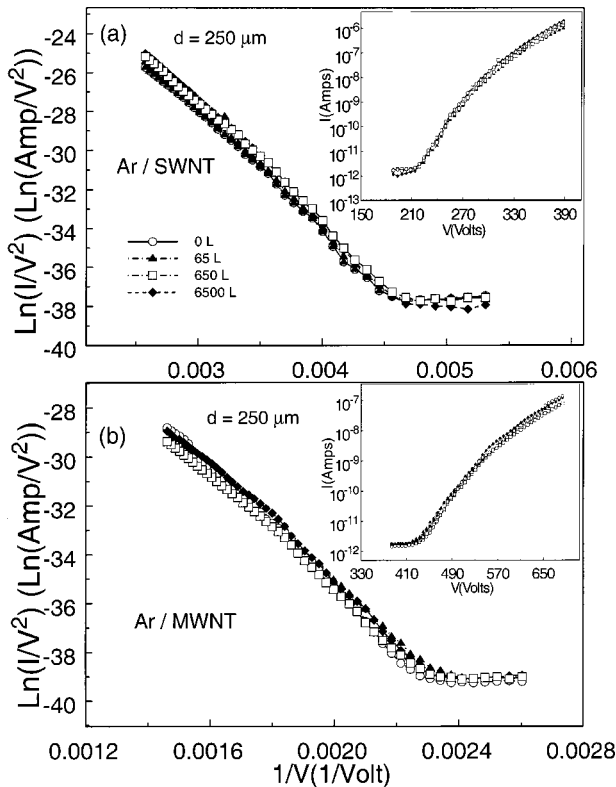 (a)
d = 250 μm
Ln(I/V²) (Ln(Amp/V²))
-24
-26
-28
-30
-32
-34
-36
-38
-40
Ar / SWNT
0 L
65 L
650 L
6500 L
I(Amps)
10⁻⁶
10⁻⁷
10⁻⁸
10⁻⁹
10⁻¹⁰
10⁻¹¹
10⁻¹²
10⁻¹³
150 210 270 330 390
V(Volts)
0.003 0.004 0.005 0.006
(b)
d = 250 μm
Ln(I/V²) (Ln(Amp/V²))
-28
-30
-32
-34
-36
-38
-40
Ar / MWNT
I(Amps)
10⁻⁷
10⁻⁸
10⁻⁹
10⁻¹⁰
10⁻¹¹
10⁻¹²
330 410 490 570 650
V(Volts)
0.0012 0.0016 0.0020 0.0024 0.0028
1/V(1/Volt)